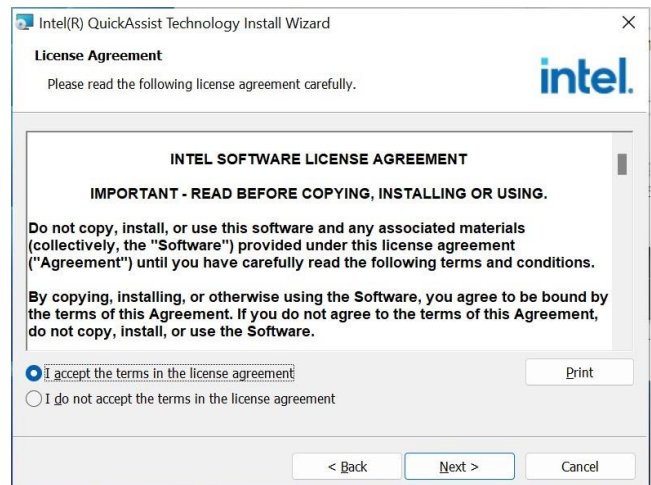 Intel(R) QuickAssist Technology Install Wizard
License Agreement
Please read the following license agreement carefully.
intel.
INTEL SOFTWARE LICENSE AGREEMENT
IMPORTANT - READ BEFORE COPYING, INSTALLING OR USING.
Do not copy, install, or use this software and any associated materials
(collectively, the "Software") provided under this license agreement
("Agreement") until you have carefully read the following terms and conditions.
By copying, installing, or otherwise using the Software, you agree to be bound by
the terms of this Agreement. If you do not agree to the terms of this Agreement,
do not copy, install, or use the Software.
I accept the terms in the license agreement
Print
I do not accept the terms in the license agreement
< Back
Next >
Cancel